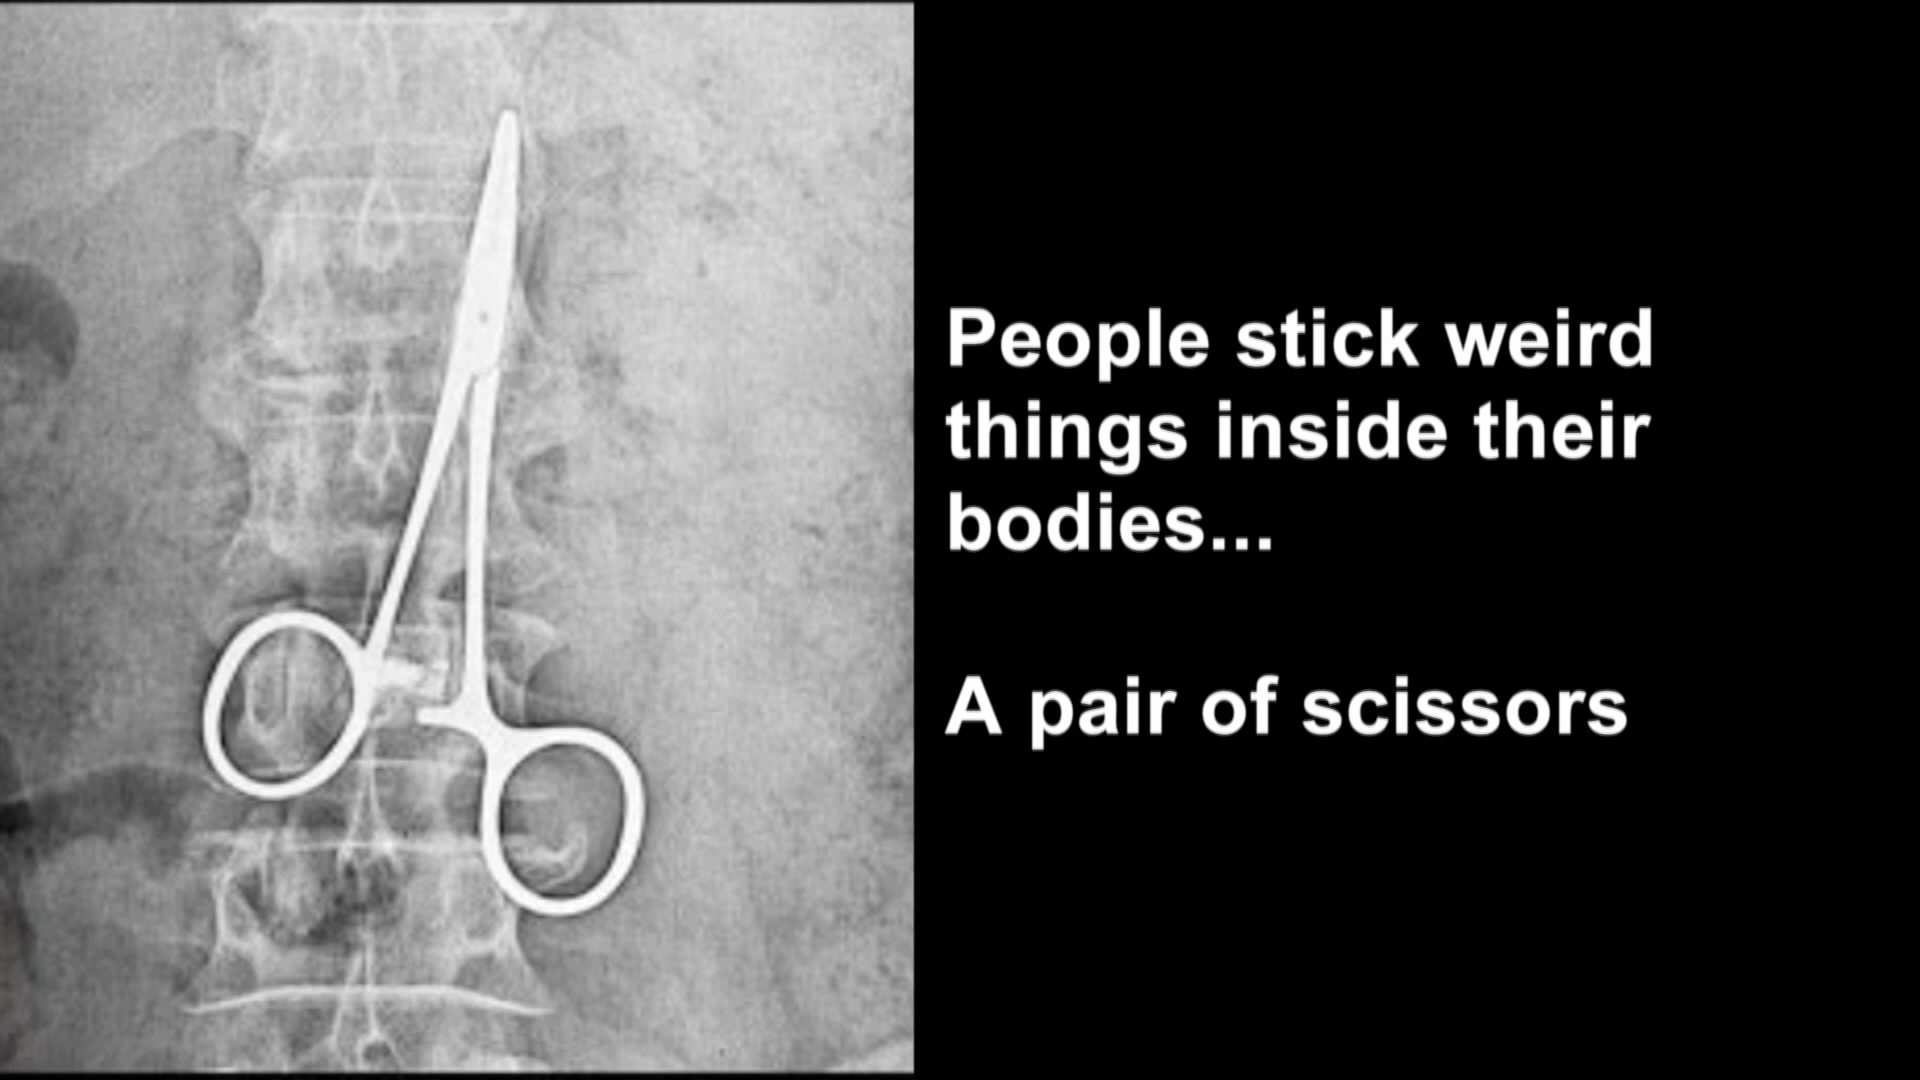 People stick weird
things inside their
bodies...
A pair of scissors